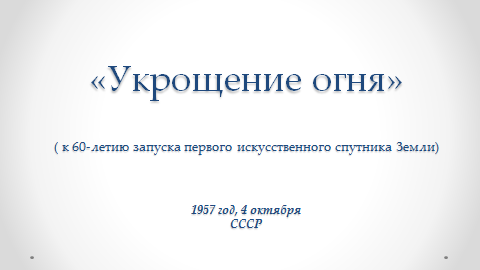 «Укрощение огня»
( к 60-летию запуска первого искусственного спутника Земли)
1957 год, 4 октября
СССР